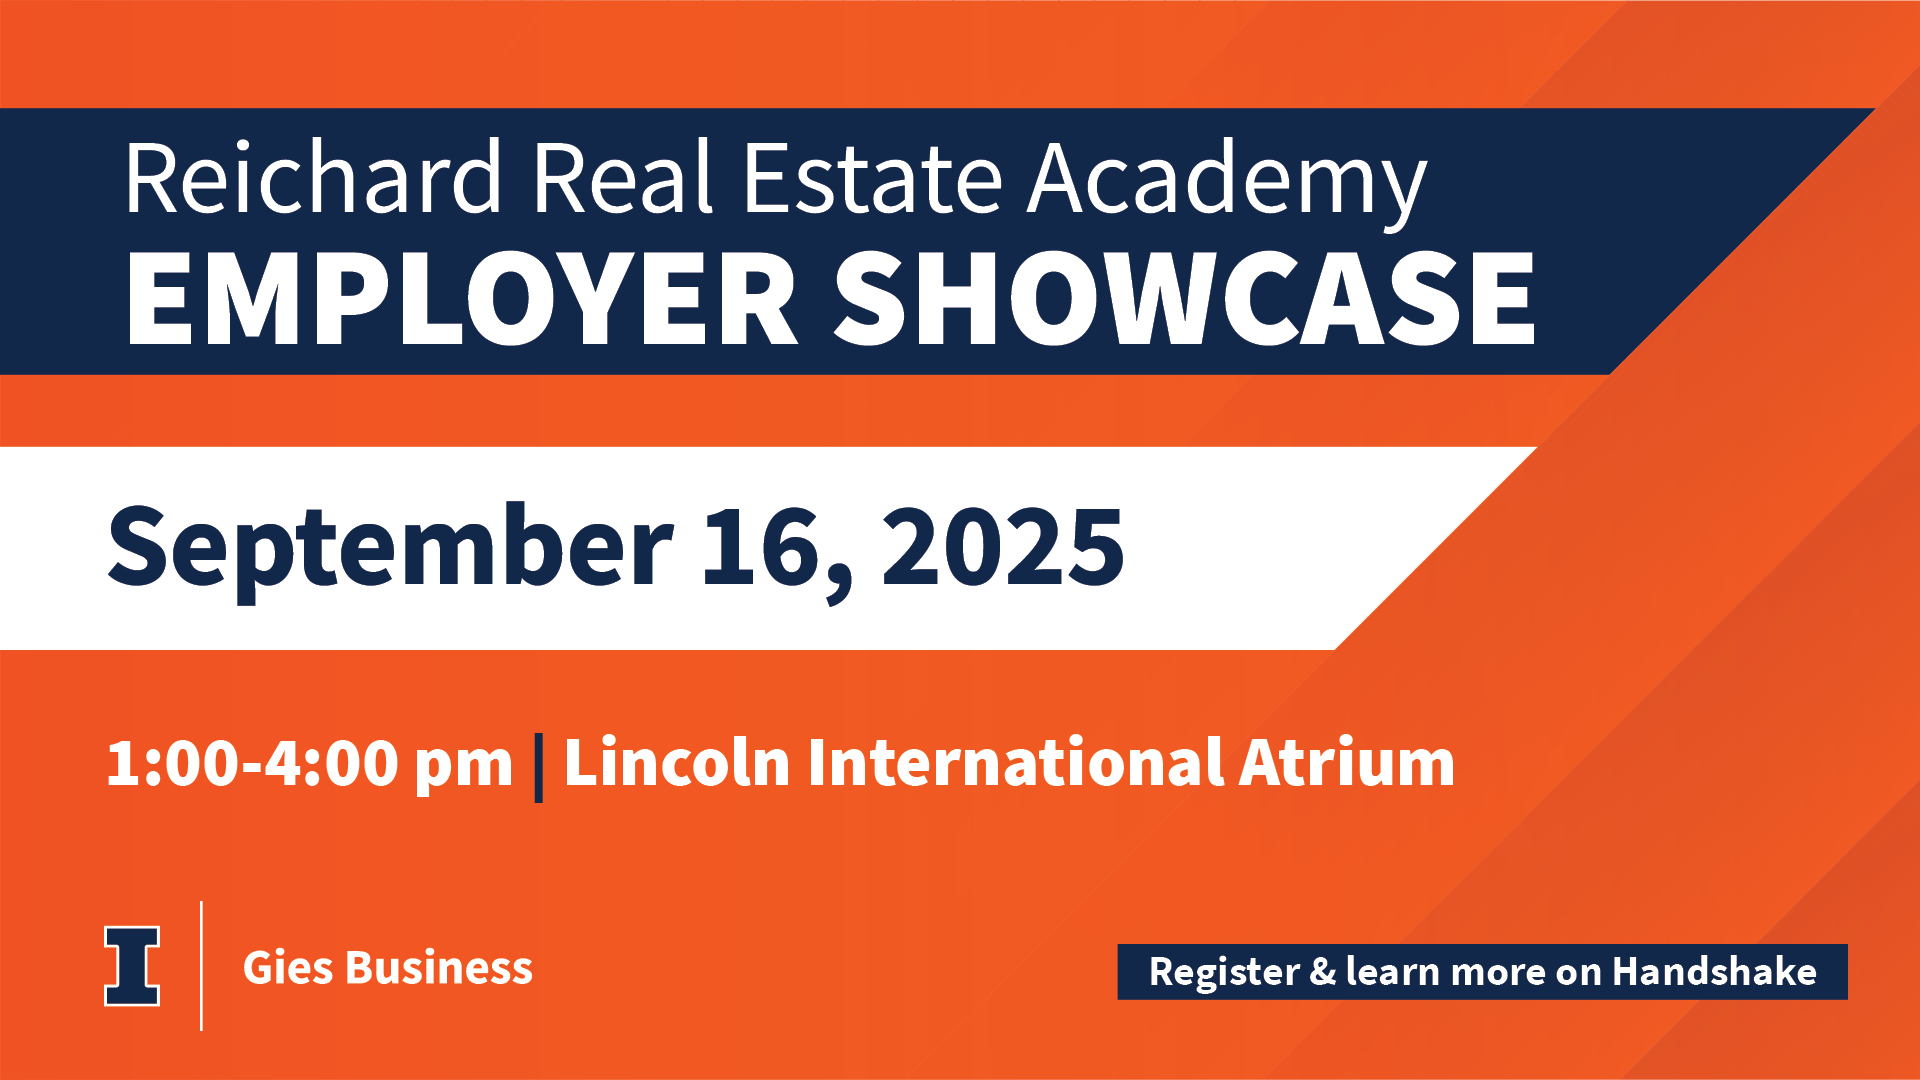 Reichard Real Estate Academy
EMPLOYER SHOWCASE
September 16, 2025
1:00-4:00 pm | Lincoln International Atrium
I
Gies Business
Register & learn more on Handshake